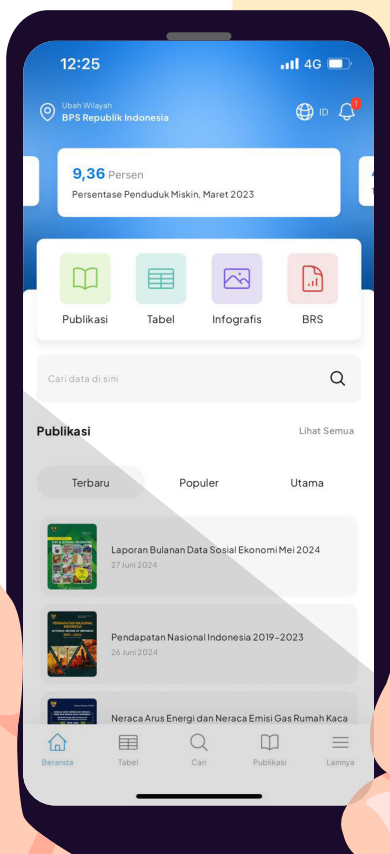 12:25
4G
Ubah Wilayah
BPS Republik Indonesia
ID
1
9,36 Persen
Persentase Penduduk Miskin, Maret 2023
Publikasi
Tabel
Infografis
BRS
Cari data di sini
Publikasi
Lihat Semua
Terbaru
Populer
Utama
Laporan Bulanan Data Sosial Ekonomi Mei 2024
27 Juni 2024
Pendapatan Nasional Indonesia 2019-2023
26 Juni 2024
Neraca Arus Energi dan Neraca Emisi Gas Rumah Kaca
Beranda
Tabel
Cari
Publikasi
Lainnya